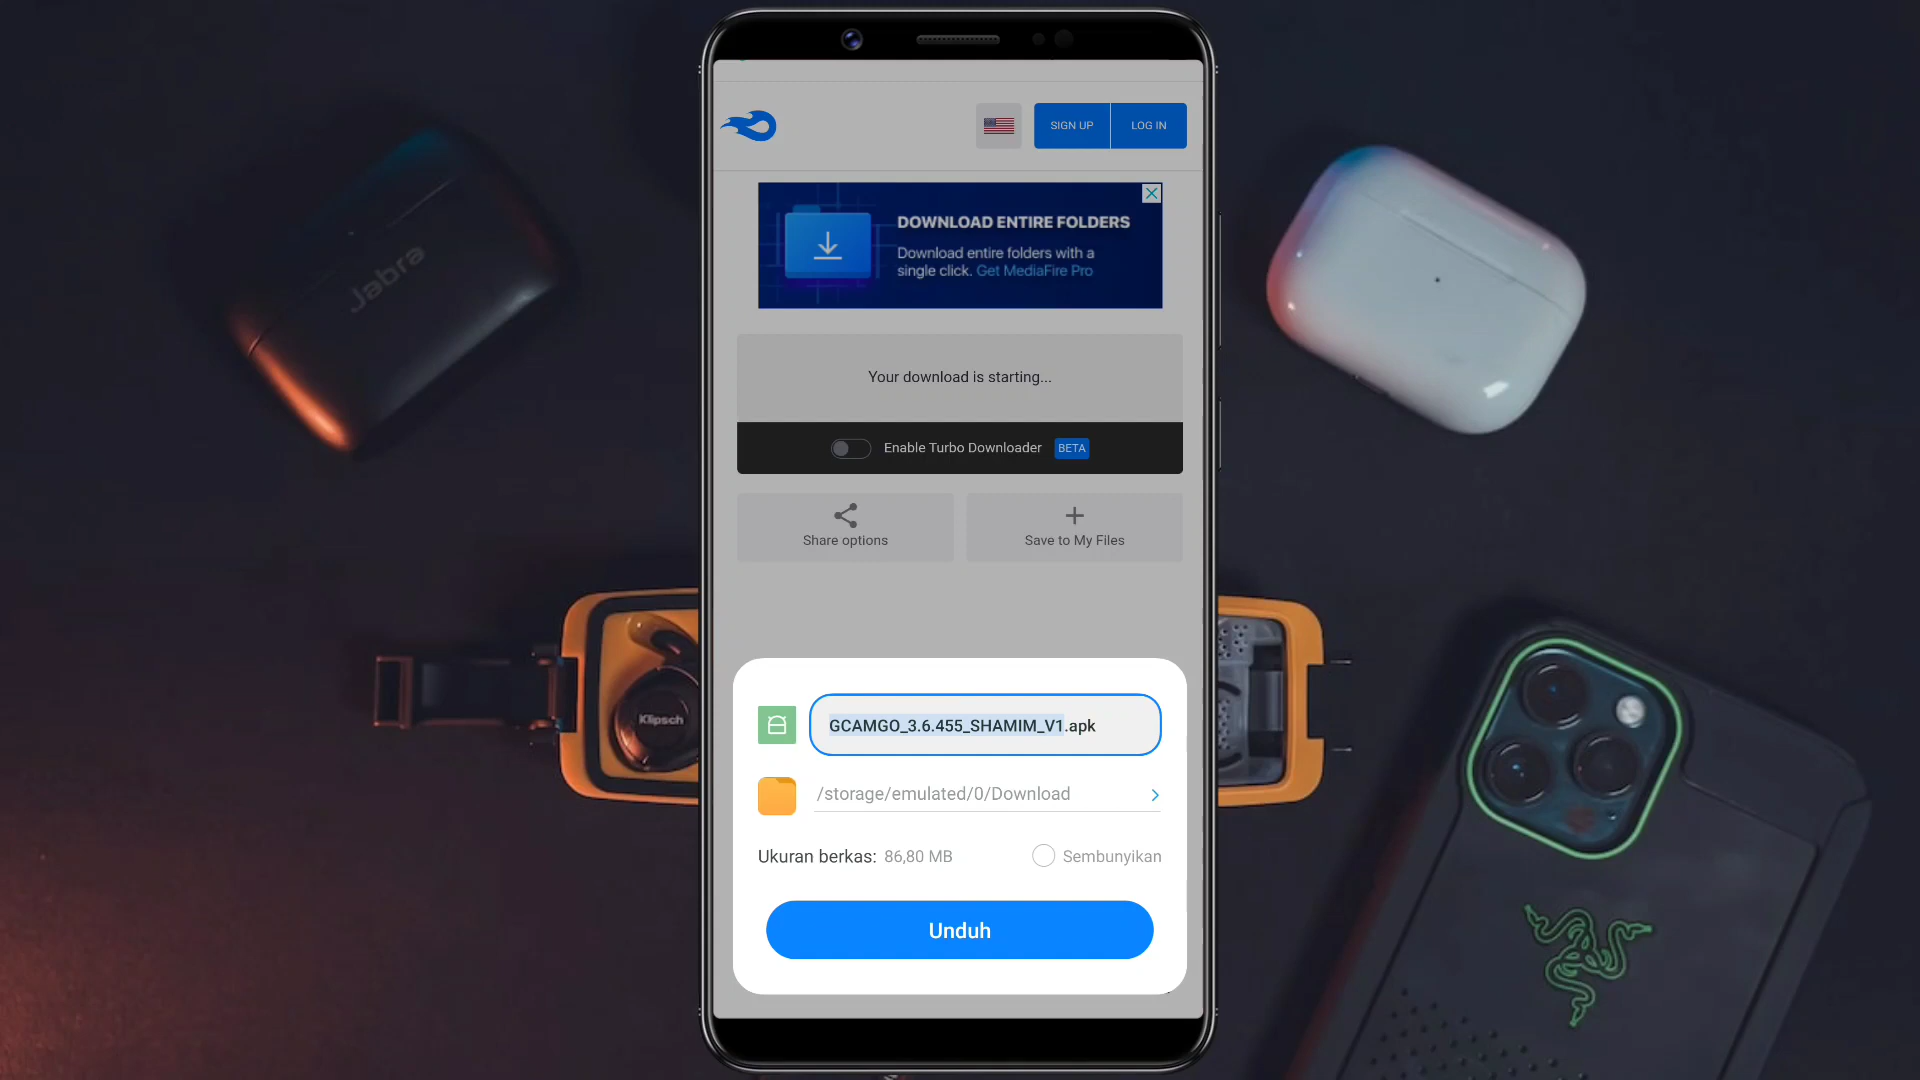 SIGN UP
LOG IN
DOWNLOAD ENTIRE FOLDERS
Download entire folders with a
single click. Get MediaFire Pro
Your download is starting...
Enable Turbo Downloader BETA
Share options
Save to My Files
GCAMGO_3.6.455_SHAMIM_V1.apk
/storage/emulated/0/Download
Ukuran berkas: 86,80 MB
Sembunyikan
Unduh
Jabra
Klipsch